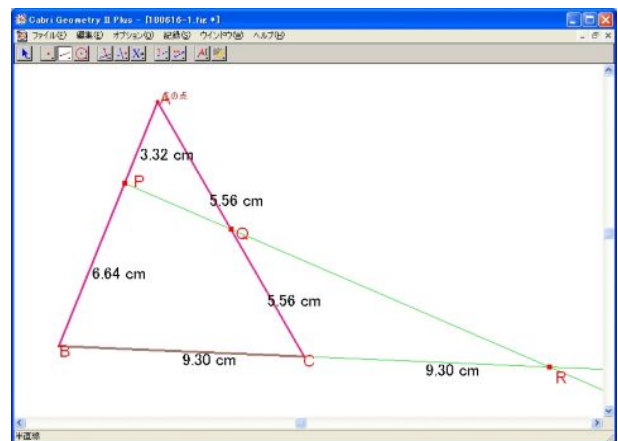 Cabri Geometry II Plus - [100616-1.fig *]
ファイル(F) 編集(E) オプション(O) 記録(S) ウインドウ(W) ヘルプ(H)
A の点
3.32 cm
P
5.56 cm
Q
6.64 cm
5.56 cm
B
9.30 cm
C
9.30 cm
R
半直線